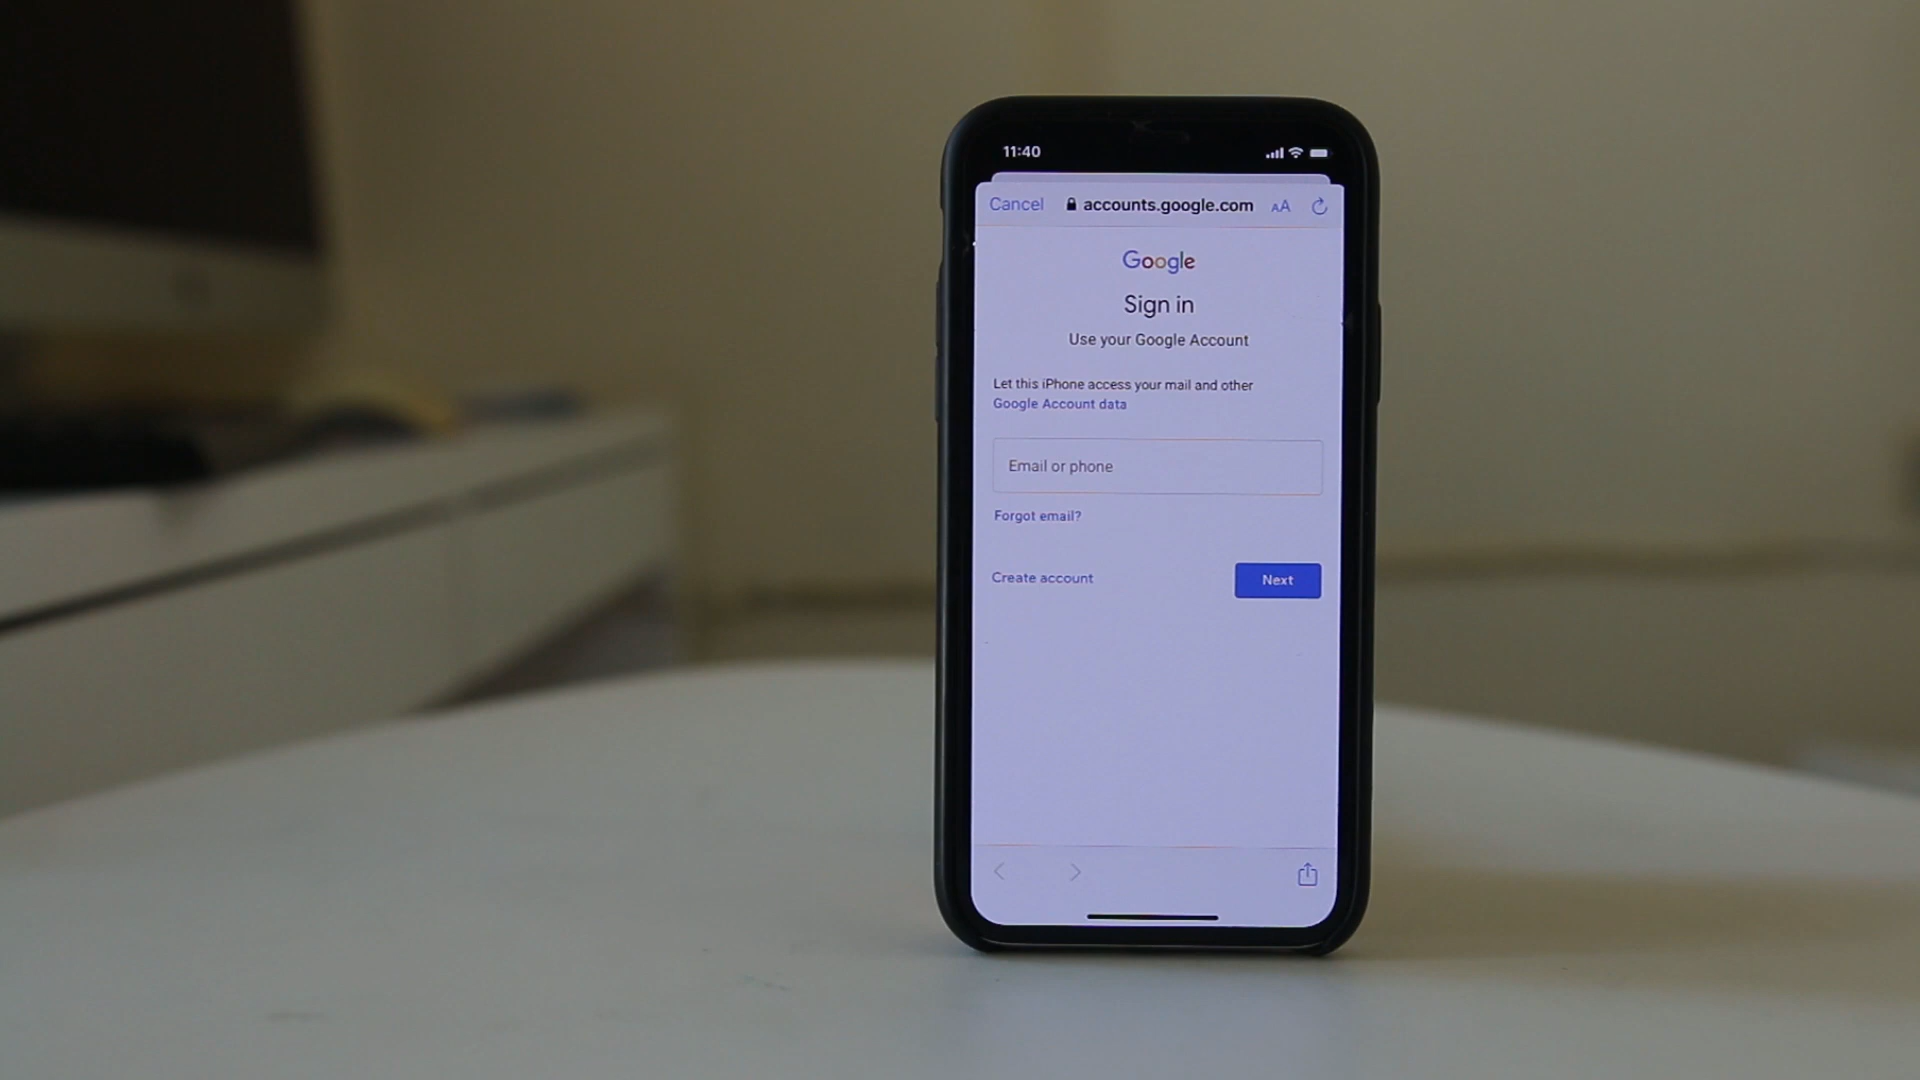 11:40
Cancel accounts.google.com AA
Google
Sign in
Use your Google Account
Let this iPhone access your mail and other
Google Account data
Email or phone
Forgot email?
Create account Next